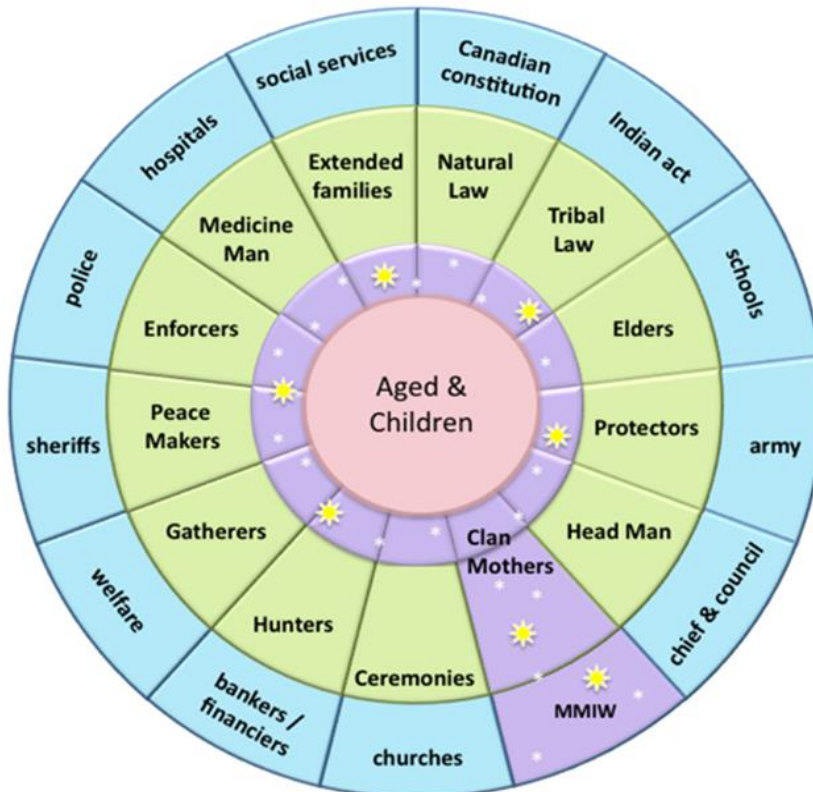 social services
Canadian
constitution
Indian act
schools
army
chief & council
MMIW
churches
bankers /
financiers
welfare
sheriffs
police
hospitals
Extended
families
Natural
Law
Tribal
Law
Elders
Protectors
Head Man
Clan
Mothers
Ceremonies
Hunters
Gatherers
Peace
Makers
Enforcers
Medicine
Man
Aged &
Children